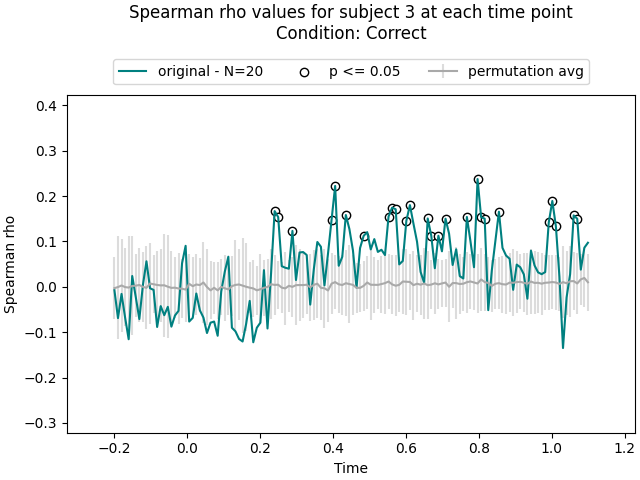 Spearman rho values for subject 3 at each time point
Condition: Correct
original - N=20
p <= 0.05
permutation avg
0.4
0.3
0.2
0.1
0.0
−0.1
−0.2
−0.3
Spearman rho
−0.2
0.0
0.2
0.4
0.6
0.8
1.0
1.2
Time